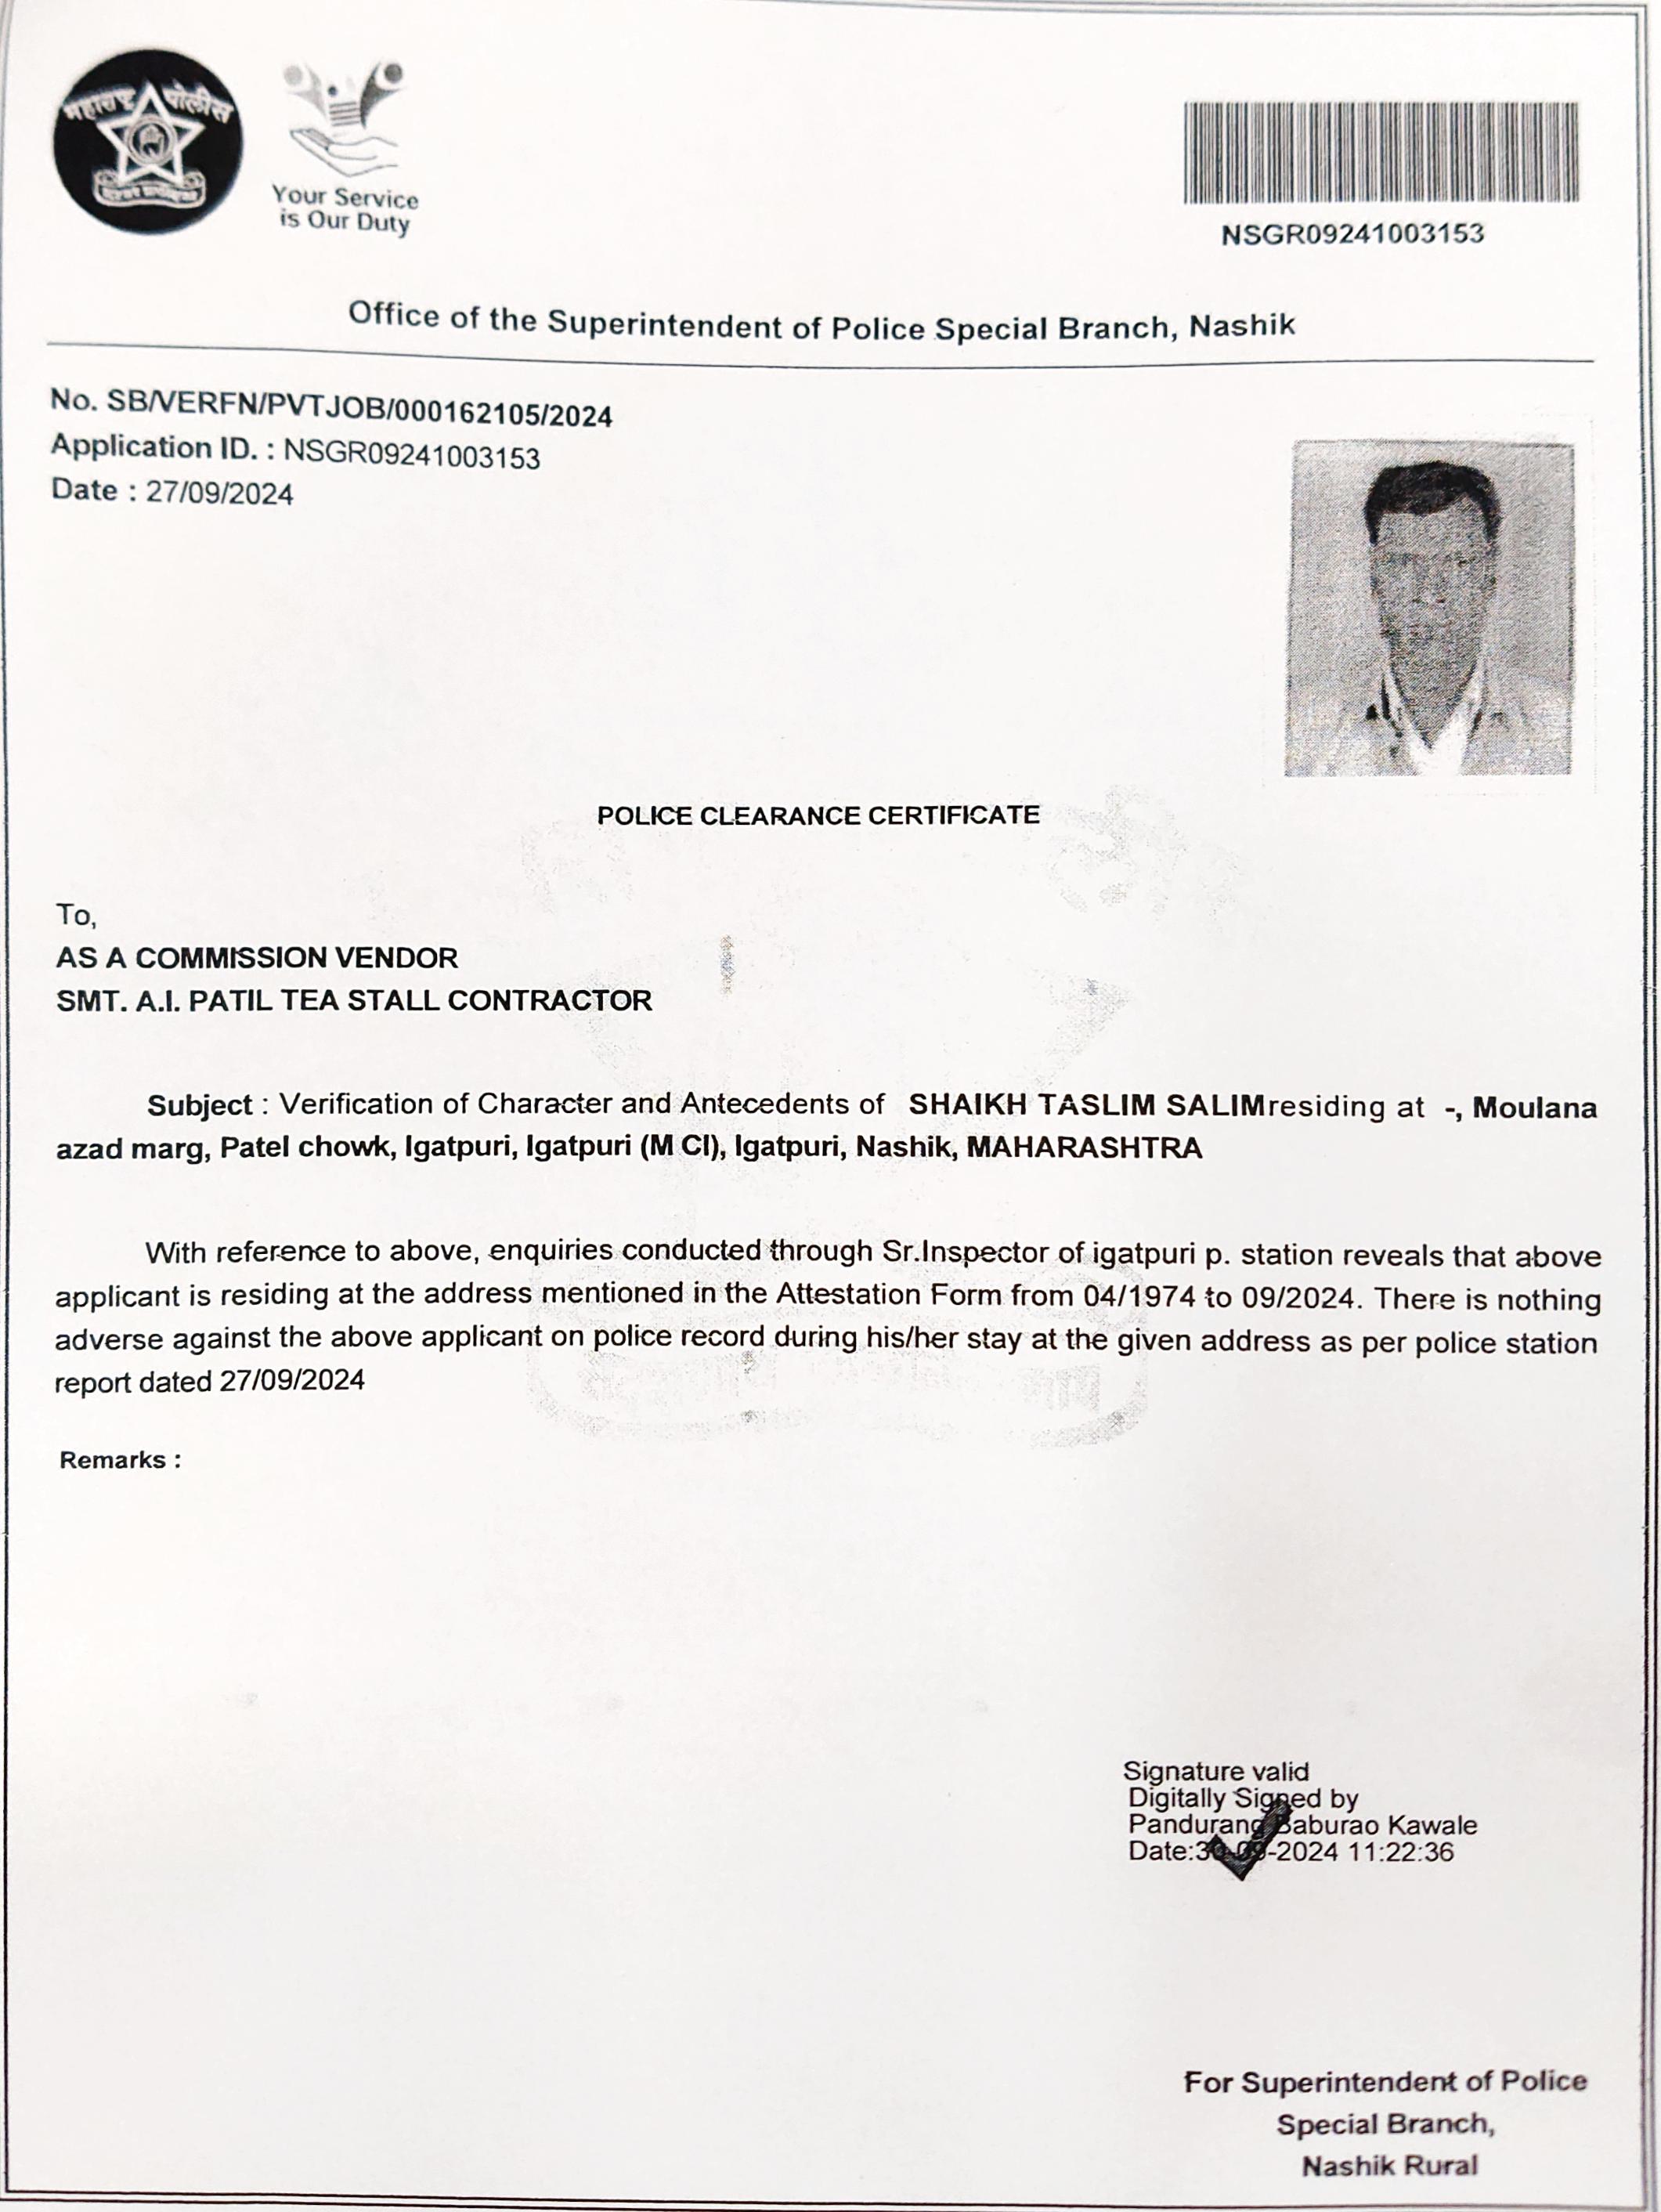 महाराष्ट्र पोलीस
Your Service
is Our Duty
NSGR09241003153
Office of the Superintendent of Police Special Branch, Nashik
No. SB/VERFN/PVTJOB/000162105/2024
Application ID. : NSGR09241003153
Date : 27/09/2024
POLICE CLEARANCE CERTIFICATE
To,
AS A COMMISSION VENDOR
SMT. A.I. PATIL TEA STALL CONTRACTOR
Subject : Verification of Character and Antecedents of SHAIKH TASLIM SALIMresiding at -, Moulana
azad marg, Patel chowk, Igatpuri, Igatpuri (M Cl), Igatpuri, Nashik, MAHARASHTRA
With reference to above, enquiries conducted through Sr.Inspector of igatpuri p. station reveals that above
applicant is residing at the address mentioned in the Attestation Form from 04/1974 to 09/2024. There is nothing
adverse against the above applicant on police record during his/her stay at the given address as per police station
report dated 27/09/2024
Remarks :
Signature valid
Digitally Signed by
Pandurang Baburao Kawale
Date:30-09-2024 11:22:36
For Superintendent of Police
Special Branch,
Nashik Rural